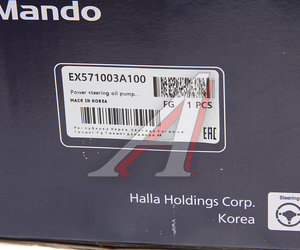 Mando
EX571003A100
Power steering oil pump..
MADE IN KOREA
FG 1 PCS
EAC
Halla Holdings Corp.
Korea
Steering